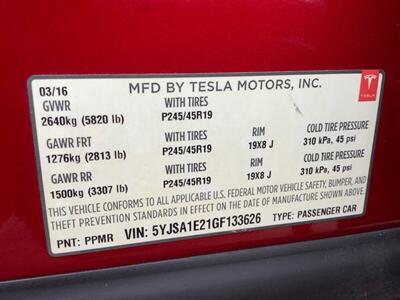 MFD BY TESLA MOTORS, INC.
TESLA
03/16
GVWR WITH TIRES
2640kg (5820 lb) P245/45R19
GAWR FRT WITH TIRES RIM COLD TIRE PRESSURE
1276kg (2813 lb) P245/45R19 19X8 J 310 kPa, 45 psi
GAWR RR WITH TIRES RIM COLD TIRE PRESSURE
1500kg (3307 lb) P245/45R19 19X8 J 310 kPa, 45 psi
THIS VEHICLE CONFORMS TO ALL APPLICABLE U.S. FEDERAL MOTOR VEHICLE SAFETY, BUMPER, AND
THEFT PREVENTION STANDARDS IN EFFECT ON THE DATE OF MANUFACTURE SHOWN ABOVE.
PNT: PPMR VIN: 5YJSA1E21GF133626 TYPE: PASSENGER CAR